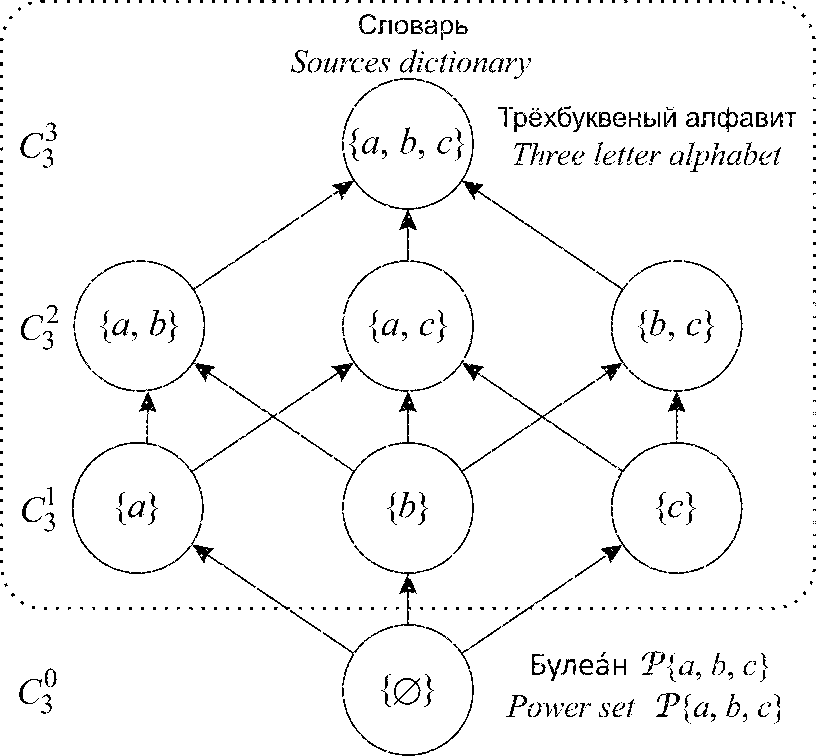 Словарь
Sources dictionary
C₃³
{a, b, c}
Трёхбуквеный алфавит
Three letter alphabet
C₃²
{a, b}
{a, c}
{b, c}
C₃¹
{a}
{b}
{c}
C₃⁰
{∅}
Булеа́н 𝒫{a, b, c}
Power set 𝒫{a, b, c}